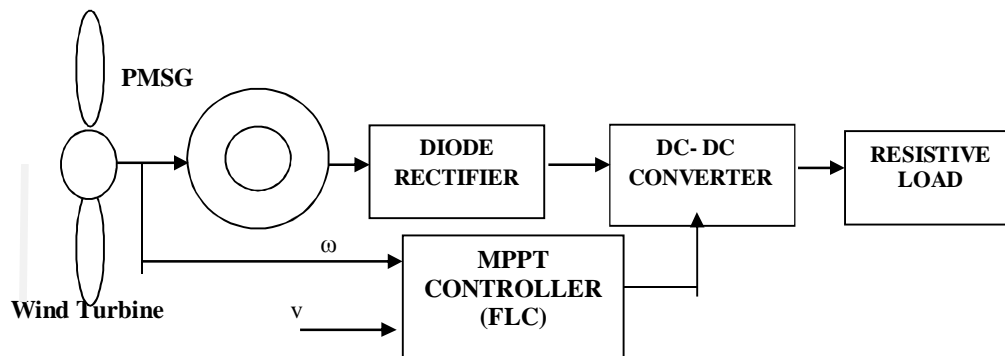 PMSG
DIODE
RECTIFIER
DC- DC
CONVERTER
RESISTIVE
LOAD
ω
MPPT
CONTROLLER
(FLC)
Wind Turbine
v